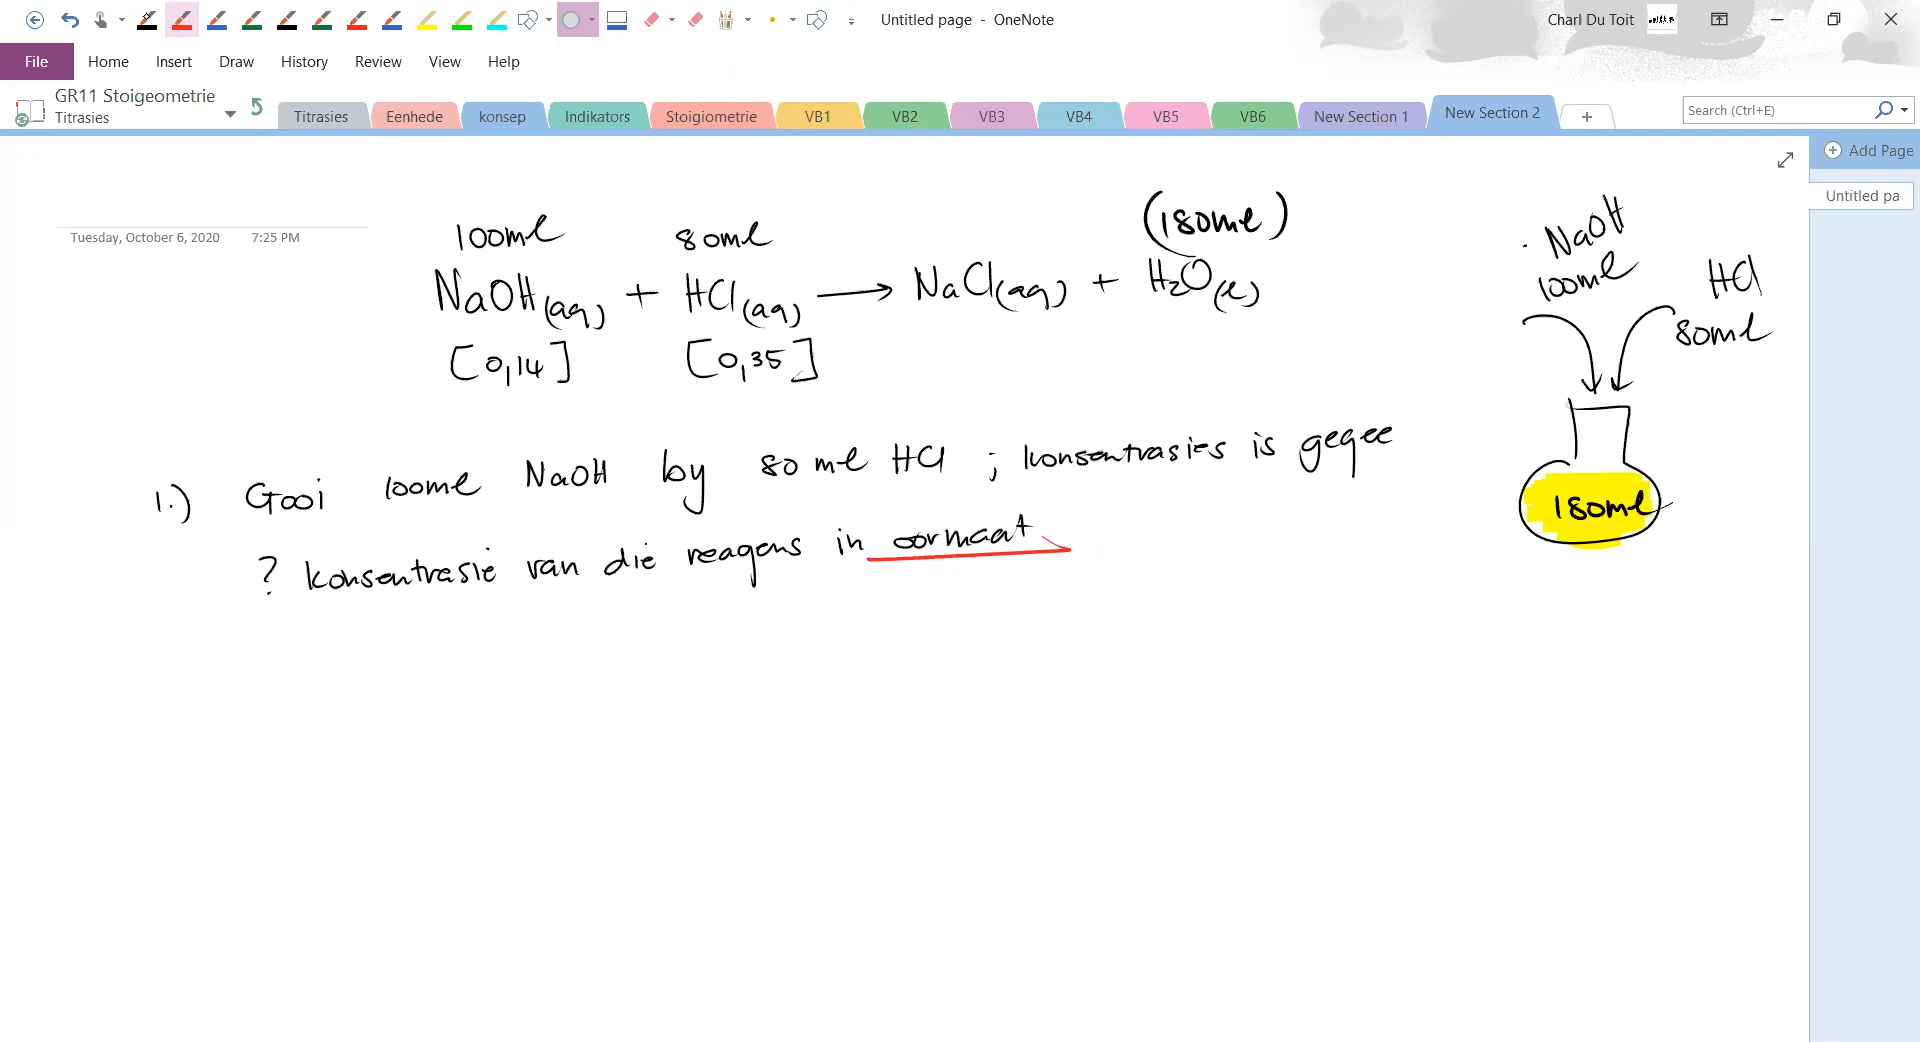 Untitled page - OneNote
Charl Du Toit
File Home Insert Draw History Review View Help
GR11 Stoigeometrie
Titrasies
Titrasies Eenhede konsep Indikators Stoigiometrie VB1 VB2 VB3 VB4 VB5 VB6 New Section 1 New Section 2 +
Search (Ctrl+E)
Add Page
Untitled pa
Tuesday, October 6, 2020 7:25 PM
100ml 80ml (180ml)
NaOH(aq) + HCl(aq) → NaCl(aq) + H₂O(ℓ)
[0,14] [0,35]
NaOH
100ml
HCl
80ml
180ml
1.) Gooi 100ml NaOH by 80 ml HCl ; konsentrasies is gegee
? konsentrasie van die reagens in oormaat